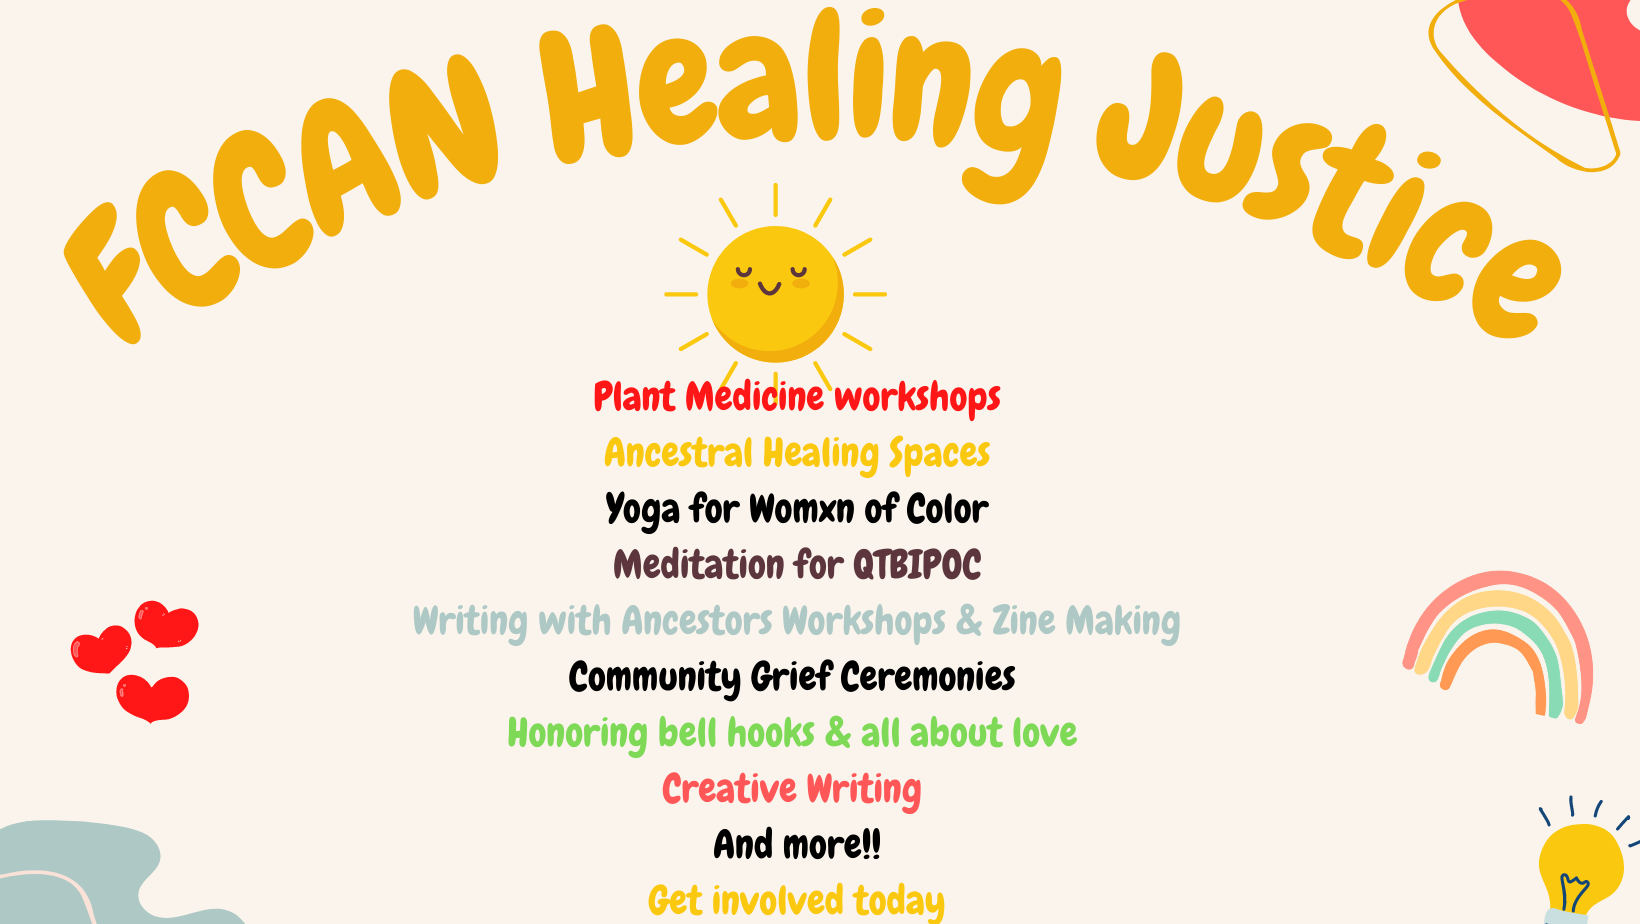 FCCAN Healing Justice
Plant Medicine workshops
Ancestral Healing Spaces
Yoga for Womxn of Color
Meditation for QTBIPOC
Writing with Ancestors Workshops & Zine Making
Community Grief Ceremonies
Honoring bell hooks & all about love
Creative Writing
And more!!
Get involved today